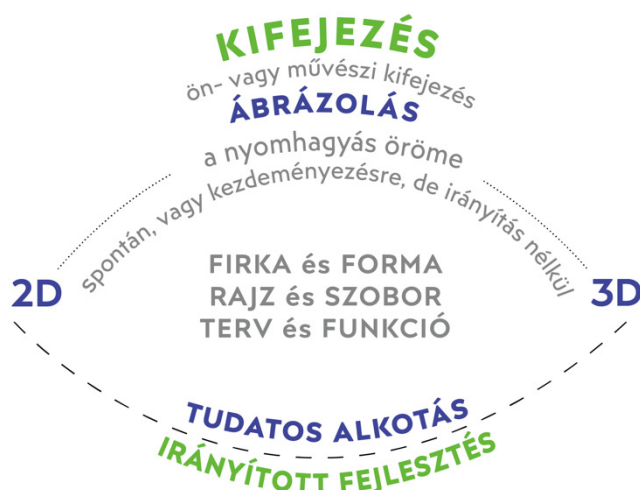 KIFEJEZÉS
ön- vagy művészi kifejezés
ÁBRÁZOLÁS
a nyomhagyás öröme
spontán, vagy kezdeményezésre, de irányítás nélkül
2D
FIRKA és FORMA
RAJZ és SZOBOR
TERV és FUNKCIÓ
3D
TUDATOS ALKOTÁS
IRÁNYÍTOTT FEJLESZTÉS